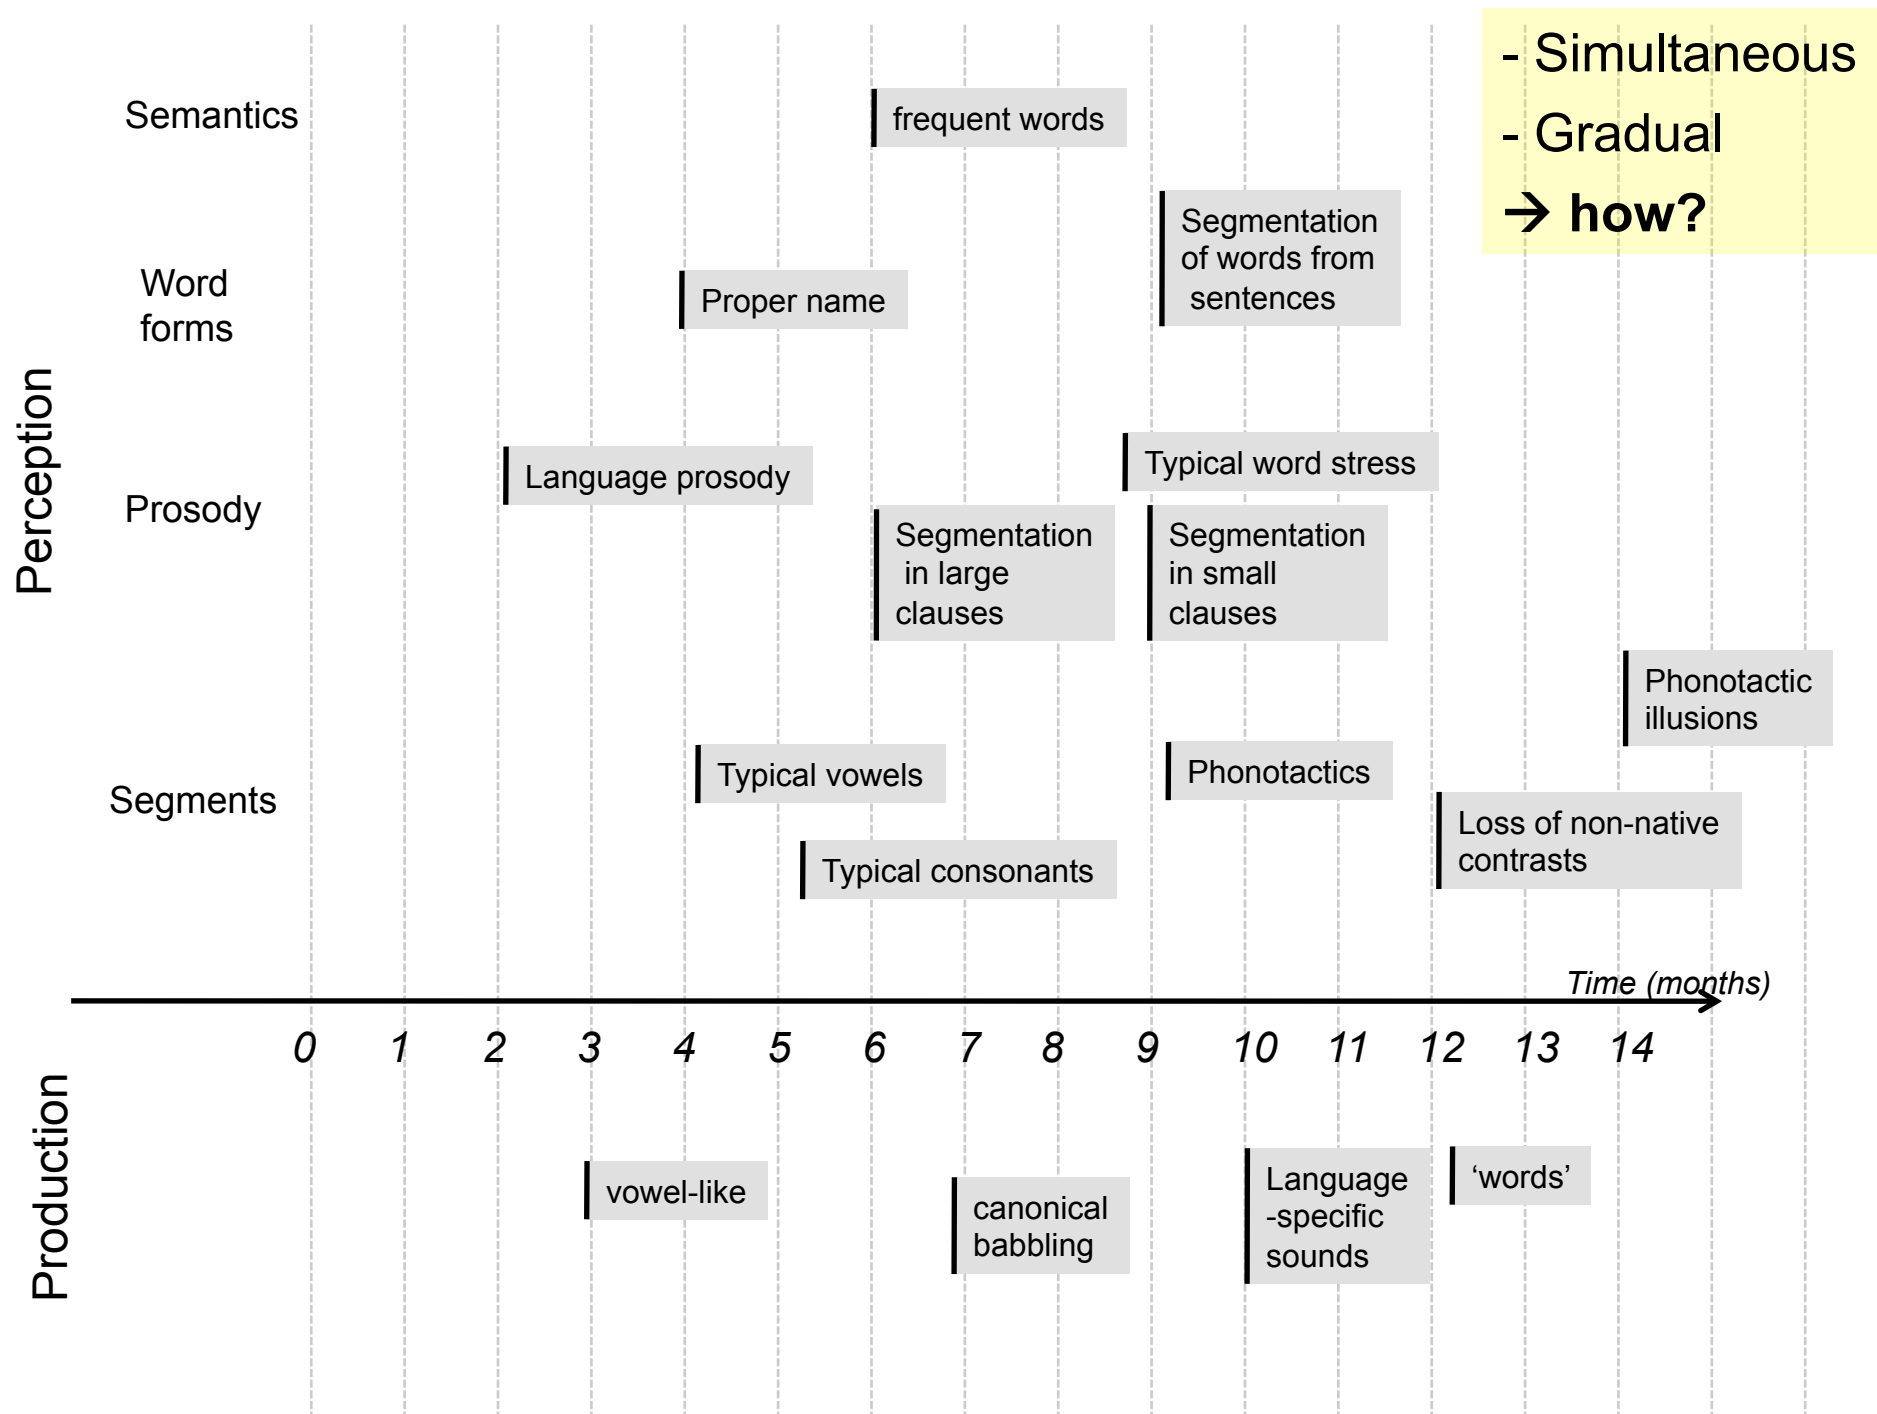 - Simultaneous
- Gradual
→ how?
Perception
Semantics
frequent words
Word
forms
Proper name
Segmentation
of words from
sentences
Prosody
Language prosody
Typical word stress
Segmentation
in large
clauses
Segmentation
in small
clauses
Segments
Typical vowels
Typical consonants
Phonotactics
Phonotactic
illusions
Loss of non-native
contrasts
Time (months)
0 1 2 3 4 5 6 7 8 9 10 11 12 13 14
Production
vowel-like
canonical
babbling
Language
-specific
sounds
‘words’